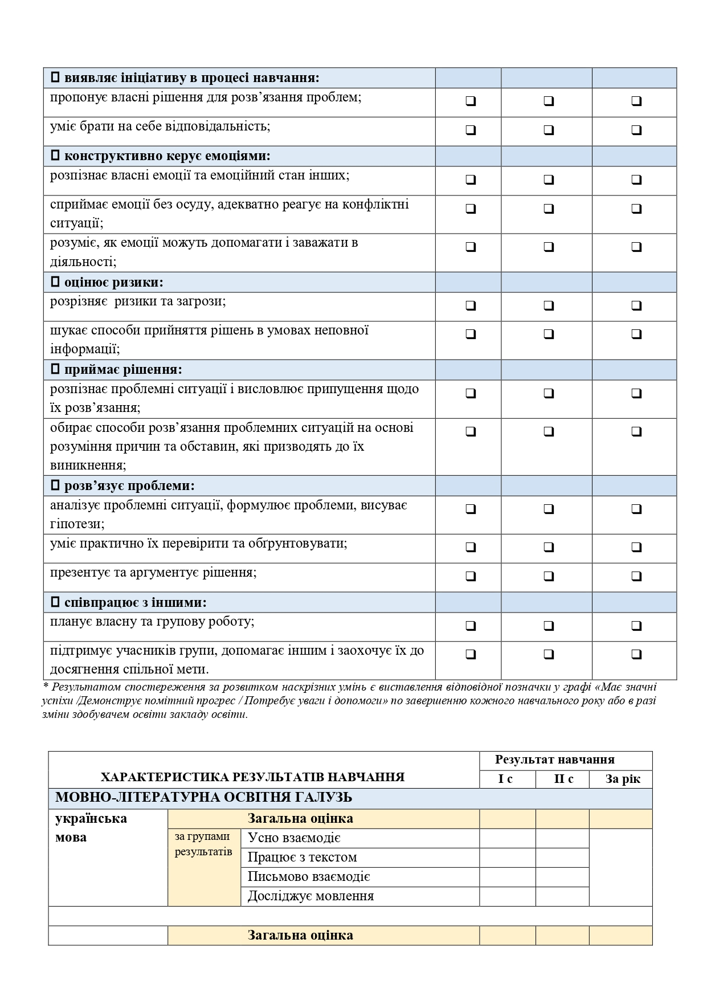 виявляє ініціативу в процесі навчання:
пропонує власні рішення для розв’язання проблем;
уміє брати на себе відповідальність;
конструктивно керує емоціями:
розпізнає власні емоції та емоційний стан інших;
сприймає емоції без осуду, адекватно реагує на конфліктні
ситуації;
розуміє, як емоції можуть допомагати і заважати в
діяльності;
оцінює ризики:
розрізняє ризики та загрози;
шукає способи прийняття рішень в умовах неповної
інформації;
приймає рішення:
розпізнає проблемні ситуації і висловлює припущення щодо
їх розв’язання;
обирає способи розв’язання проблемних ситуацій на основі
розуміння причин та обставин, які призводять до їх
виникнення;
розв’язує проблеми:
аналізує проблемні ситуації, формулює проблеми, висуває
гіпотези;
уміє практично їх перевірити та обґрунтовувати;
презентує та аргументує рішення;
співпрацює з іншими:
планує власну та групову роботу;
підтримує учасників групи, допомагає іншим і заохочує їх до
досягнення спільної мети.
* Результатом спостереження за розвитком наскрізних умінь є виставлення відповідної позначки у графі «Має значні
успіхи /Демонструє помітний прогрес / Потребує уваги і допомоги» по завершенню кожного навчального року або в разі
зміни здобувачем освіти закладу освіти.
Результат навчання
ХАРАКТЕРИСТИКА РЕЗУЛЬТАТІВ НАВЧАННЯ
І с ІІ с За рік
МОВНО-ЛІТЕРАТУРНА ОСВІТНЯ ГАЛУЗЬ
українська Загальна оцінка
мова за групами Усно взаємодіє
результатів Працює з текстом
Письмово взаємодіє
Досліджує мовлення
Загальна оцінка